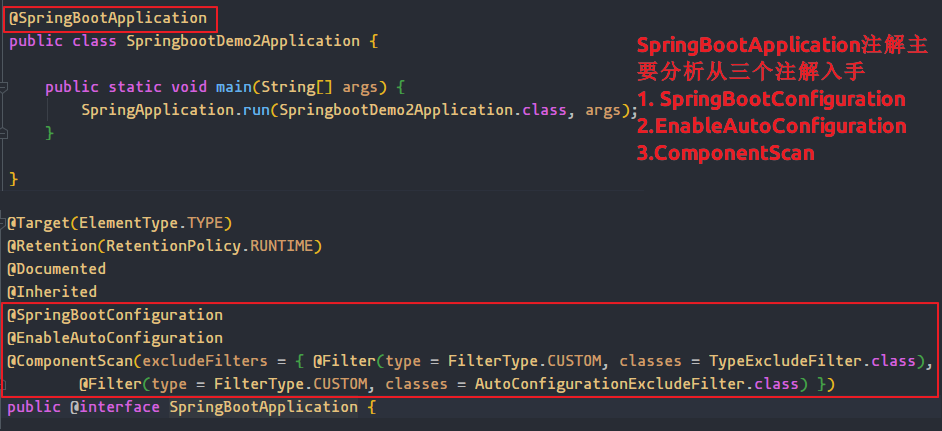 @SpringBootApplication
public class SpringbootDemo2Application {
public static void main(String[] args) {
SpringApplication.run(SpringbootDemo2Application.class, args);
}
}
SpringBootApplication注解主
要分析从三个注解入手
1. SpringBootConfiguration
2.EnableAutoConfiguration
3.ComponentScan
@Target(ElementType.TYPE)
@Retention(RetentionPolicy.RUNTIME)
@Documented
@Inherited
@SpringBootConfiguration
@EnableAutoConfiguration
@ComponentScan(excludeFilters = { @Filter(type = FilterType.CUSTOM, classes = TypeExcludeFilter.class),
@Filter(type = FilterType.CUSTOM, classes = AutoConfigurationExcludeFilter.class) })
public @interface SpringBootApplication {